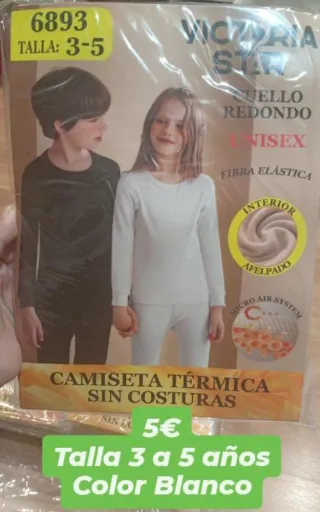 6893
TALLA: 3-5
VICTORIA
STER
CUELLO
REDONDO
UNISEX
FIBRA ELÁSTICA
INTERIOR
AFELPADO
MICRO AIR SYSTEM
CAMISETA TÉRMICA
SIN COSTURAS
5€
Talla 3 a 5 años
Color Blanco